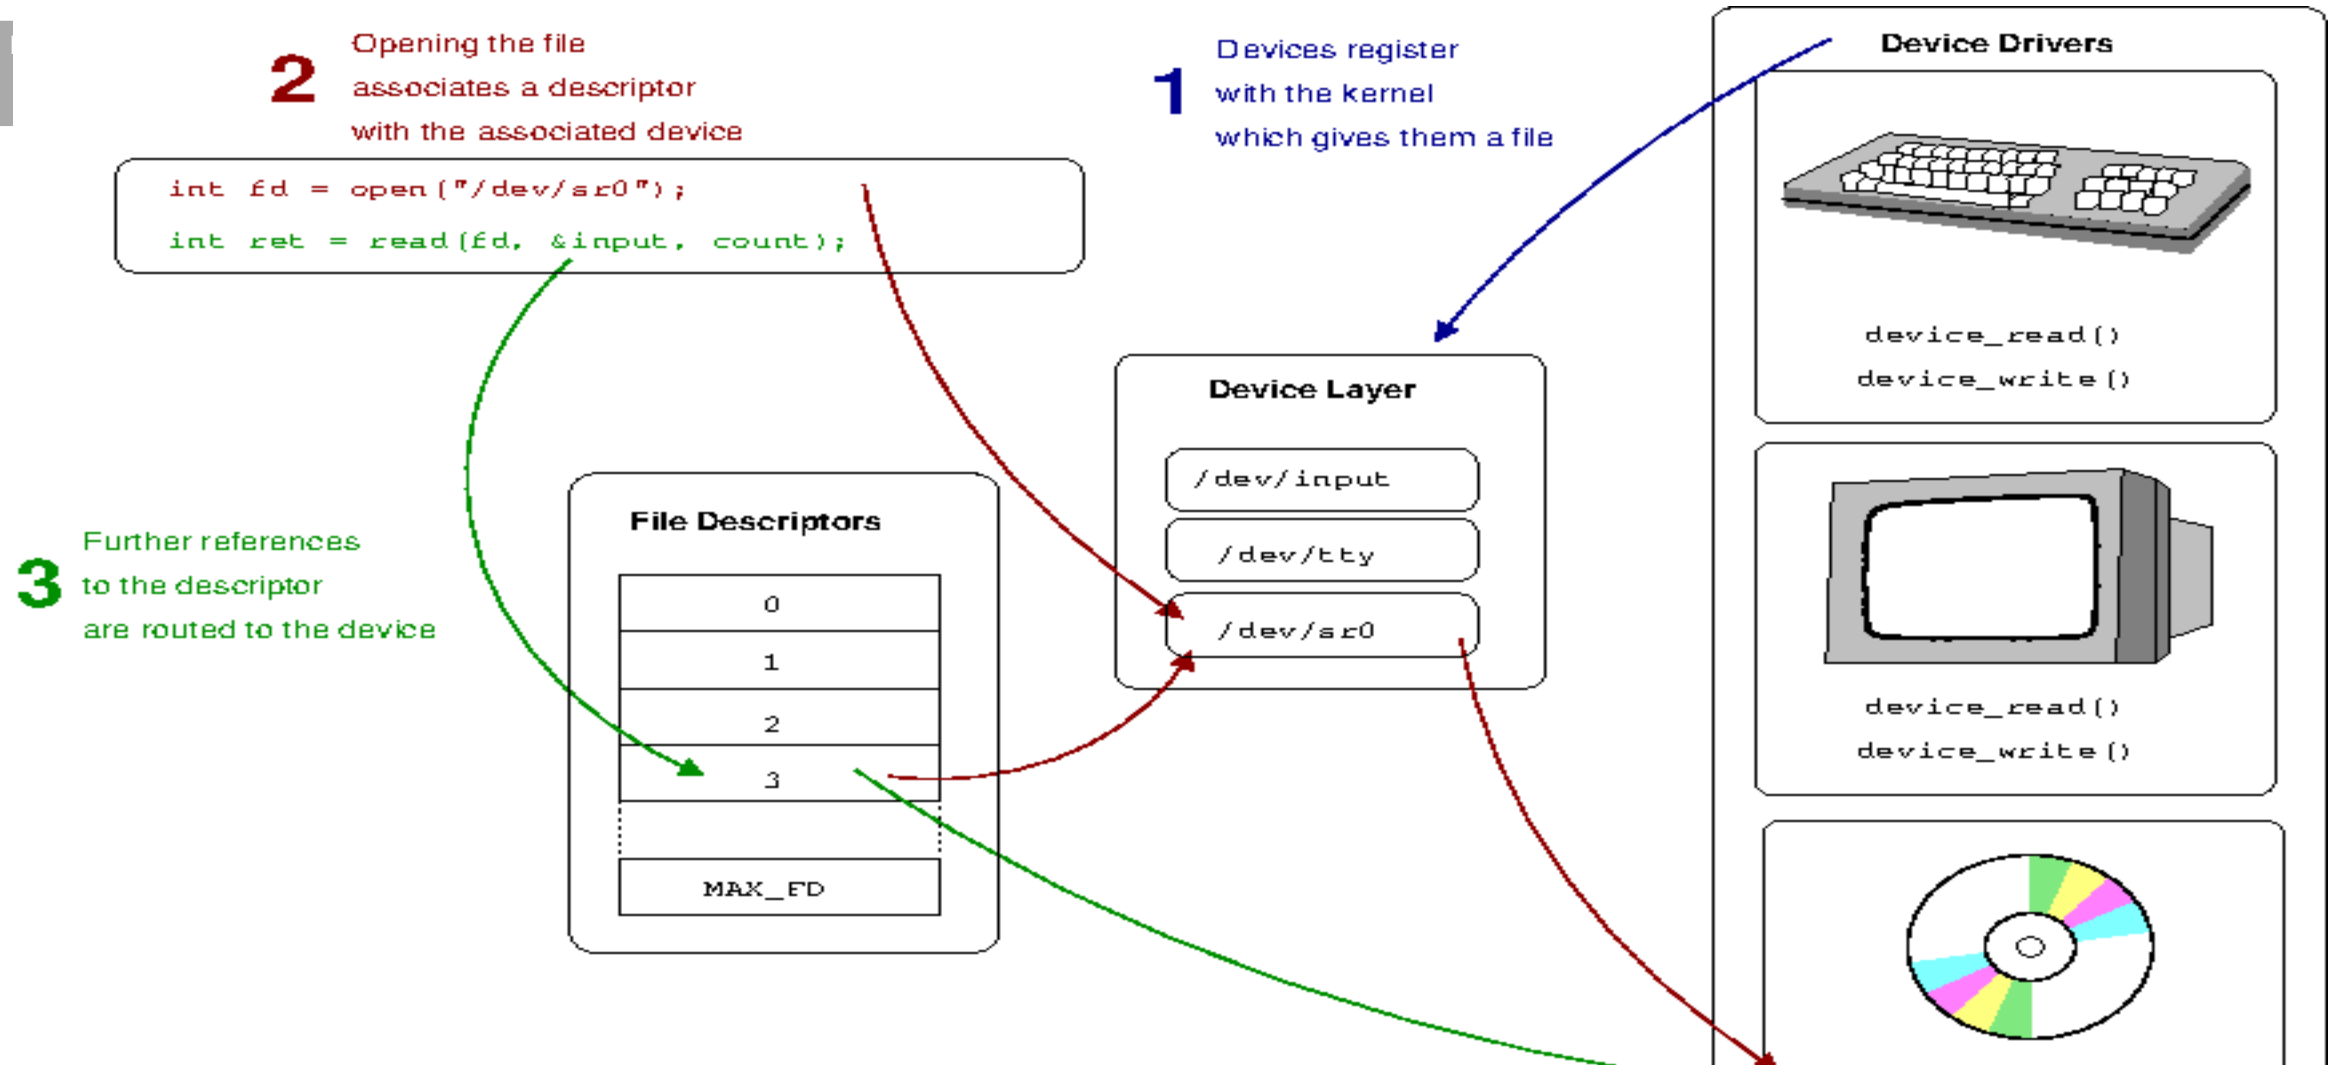 2 Opening the file
associates a descriptor
with the associated device
1 Devices register
with the kernel
which gives them a file
int fd = open("/dev/sr0");
int ret = read(fd, &input, count);
3 Further references
to the descriptor
are routed to the device
File Descriptors
0
1
2
3
MAX_FD
Device Layer
/dev/input
/dev/tty
/dev/sr0
Device Drivers
device_read()
device_write()
device_read()
device_write()